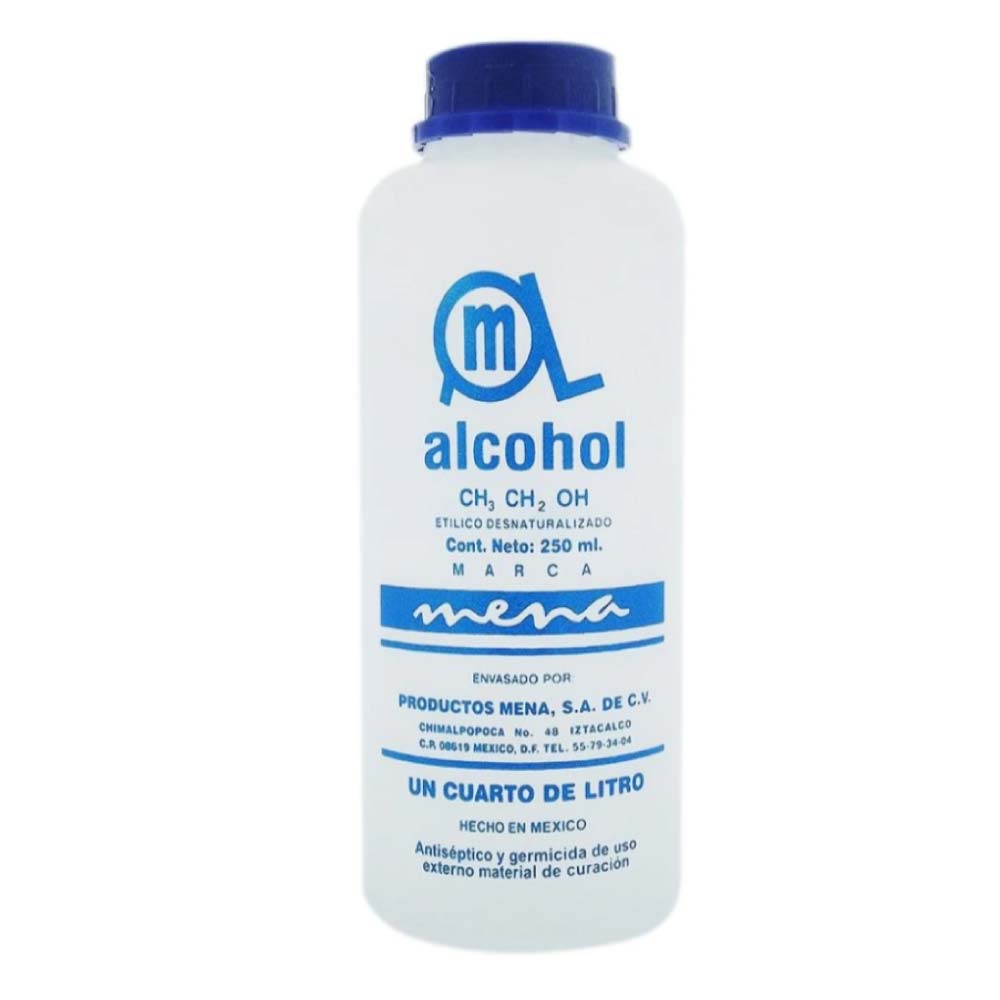 m
alcohol
CH₃ CH₂ OH
ETILICO DESNATURALIZADO
Cont. Neto: 250 ml.
MARCA
mena
ENVASADO POR:
PRODUCTOS MENA, S.A. DE C.V.
CHIMALPOPOCA No. 48 IZTACALCO
C.P. 08619 MEXICO, D.F. TEL. 55-79-34-04
UN CUARTO DE LITRO
HECHO EN MEXICO
Antiséptico y germicida de uso
externo material de curación